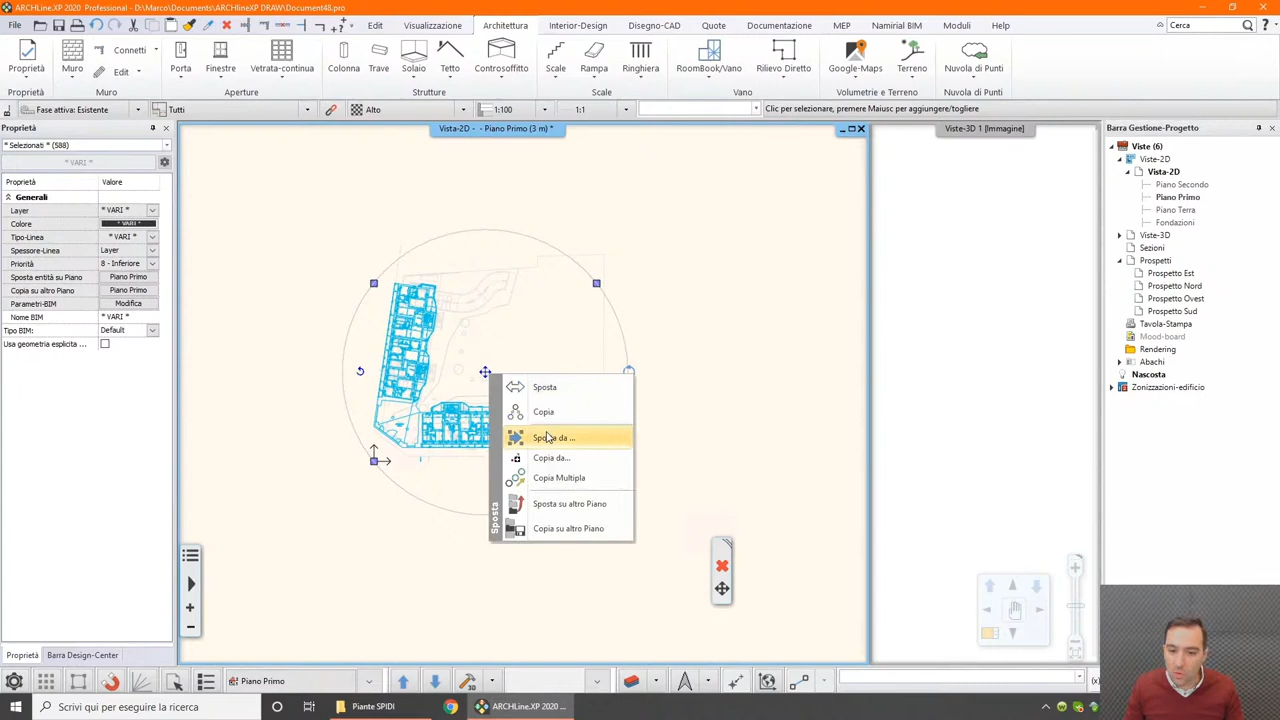 ARCHLine.XP 2020 Professional - D:\Marco\Documents\ARCHlineXP DRAW\Document48.pro
File
Edit
Visualizzazione
Architettura
Interior-Design
Disegno-CAD
Quote
Documentazione
MEP
Namirial BIM
Moduli
Help
Cerca
Proprietà
Muro
Connetti
Edit
Porta
Finestre
Vetrata-continua
Colonna
Trave
Solaio
Tetto
Controsoffitto
Scale
Rampa
Ringhiera
RoomBook/Vano
Rilievo Diretto
Google-Maps
Terreno
Nuvola di Punti
Proprietà
Muro
Aperture
Strutture
Scale
Vano
Volumetrie e Terreno
Nuvola di Punti
Fase attiva: Esistente
Tutti
Alto
1:100
1:1
Clic per selezionare, premere Maiusc per aggiungere/togliere
Proprietà
* Selezionati * (588)
* VARI *
Proprietà Valore
Generali
Layer * VARI *
Colore * VARI *
Tipo-Linea * VARI *
Spessore-Linea Layer
Priorità 8 - Inferiore
Sposta entità su Piano Piano Primo
Copia su altro Piano Piano Primo
Parametri-BIM Modifica
Nome BIM * VARI *
Tipo BIM: Default
Usa geometria esplicita ...
Proprietà
Barra Design-Center
Vista-2D - - Piano Primo (3 m) *
Sposta
Sposta
Copia
Sposta da ...
Copia da...
Copia Multipla
Sposta su altro Piano
Copia su altro Piano
Viste-3D 1 [Immagine]
Barra Gestione-Progetto
Viste (6)
Viste-2D
Vista-2D
Piano Secondo
Piano Primo
Piano Terra
Fondazioni
Viste-3D
Sezioni
Prospetti
Prospetto Est
Prospetto Nord
Prospetto Ovest
Prospetto Sud
Tavola-Stampa
Mood-board
Rendering
Abachi
Nascosta
Zonizzazioni-edificio
Piano Primo
(x)
Scrivi qui per eseguire la ricerca
Piante SPIDI
ARCHLine.XP 2020 ...